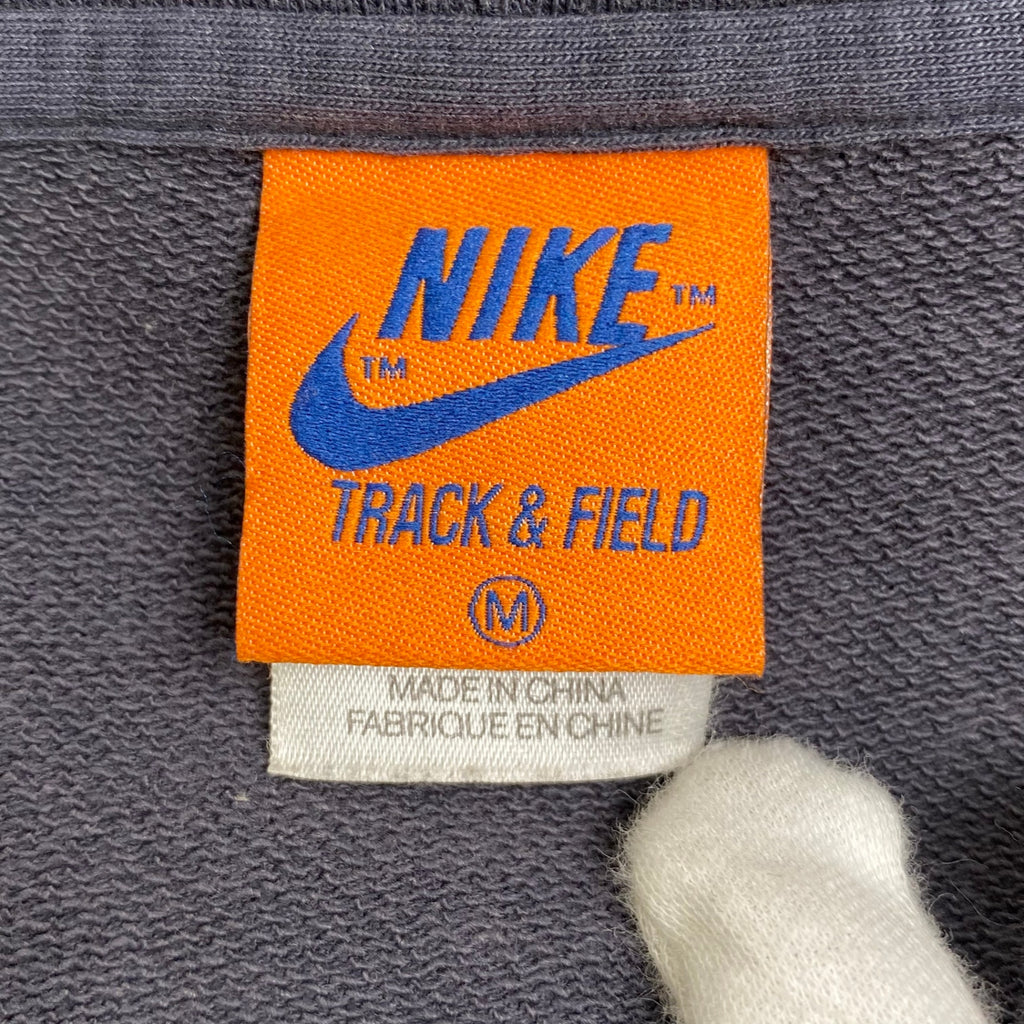 NIKE™
™
TRACK & FIELD
M
MADE IN CHINA
FABRIQUE EN CHINE